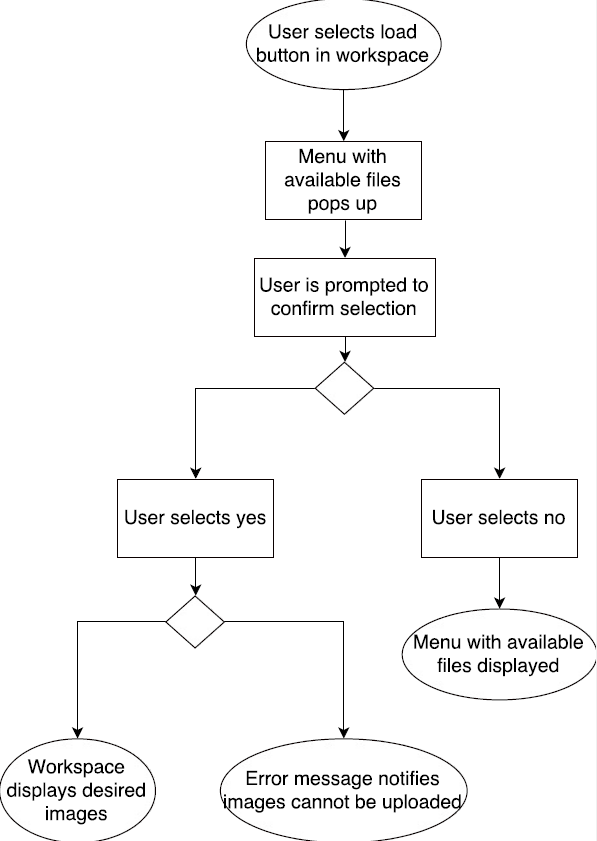 User selects load
button in workspace
Menu with
available files
pops up
User is prompted to
confirm selection
User selects yes
User selects no
Menu with available
files displayed
Workspace
displays desired
images
Error message notifies
images cannot be uploaded